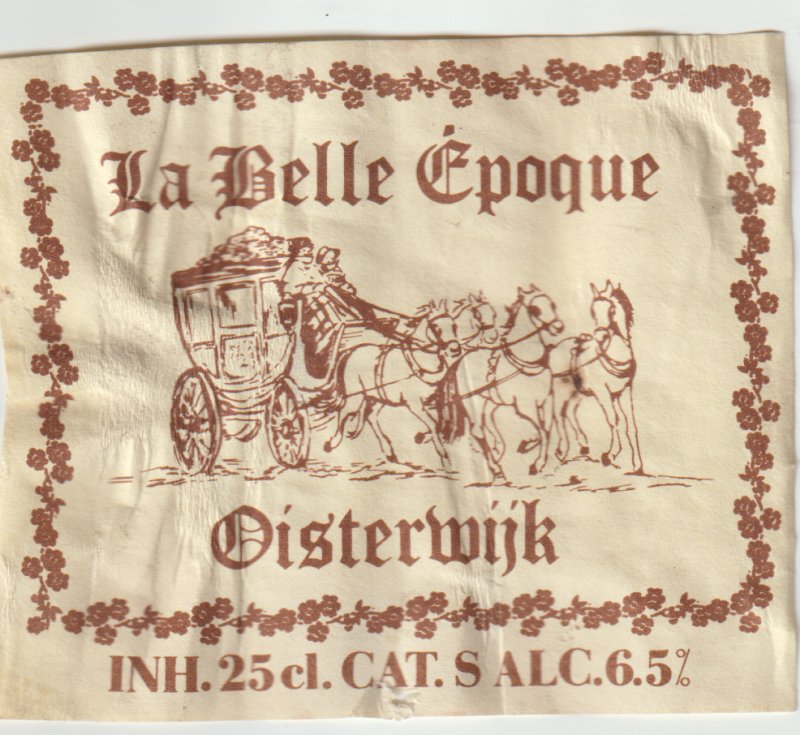 La Belle Époque
Oisterwijk
INH. 25 cl. CAT. S ALC. 6.5%